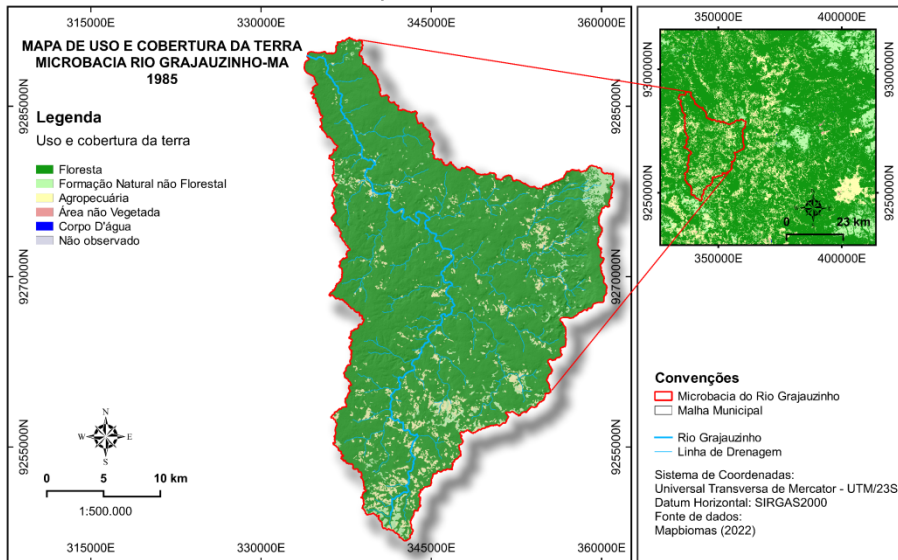 315000E 330000E 345000E 360000E
MAPA DE USO E COBERTURA DA TERRA
MICROBACIA RIO GRAJAUZINHO-MA
1985
9285000N
9270000N
9255000N
Legenda
Uso e cobertura da terra
Floresta
Formação Natural não Florestal
Agropecuária
Área não Vegetada
Corpo D'água
Não observado
N
W E
S
0 5 10 km
1:500.000
9285000N
9270000N
9255000N
315000E 330000E 345000E 360000E
350000E 400000E
9300000N
9250000N
9300000N
9250000N
0 23 km
350000E 400000E
Convenções
Microbacia do Rio Grajauzinho
Malha Municipal
Rio Grajauzinho
Linha de Drenagem
Sistema de Coordenadas:
Universal Transversa de Mercator - UTM/23S
Datum Horizontal: SIRGAS2000
Fonte de dados:
Mapbiomas (2022)